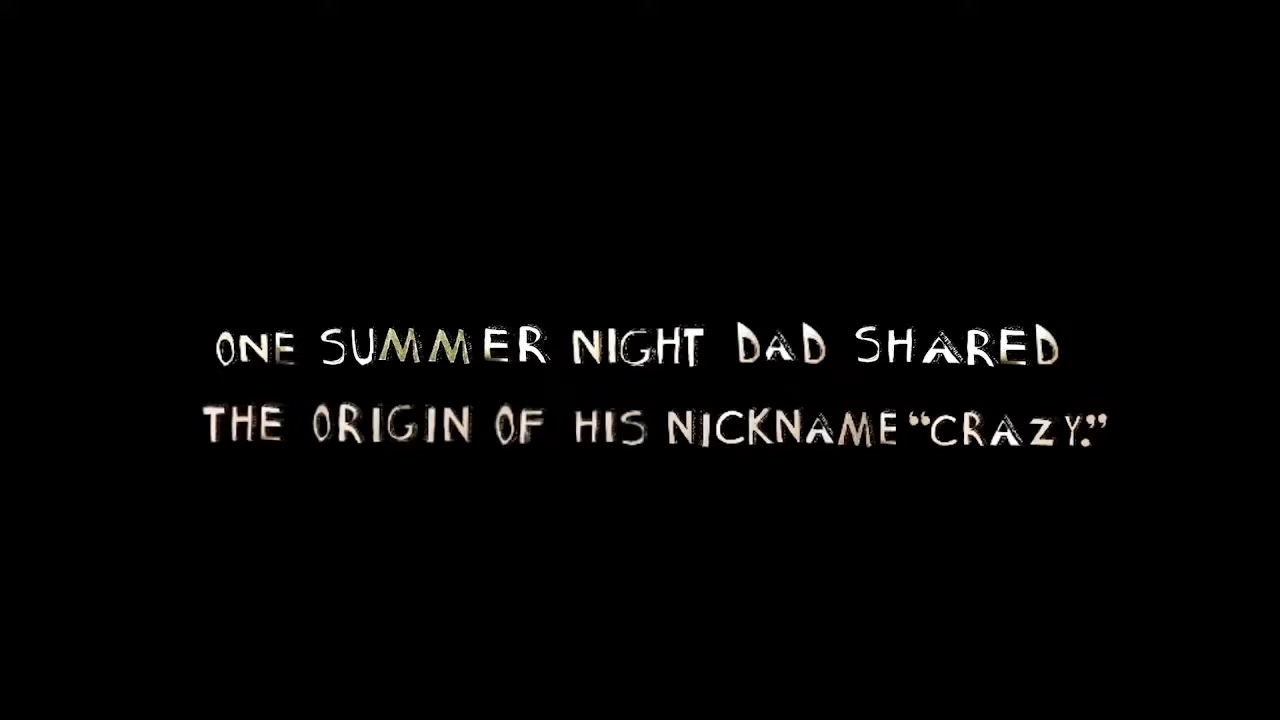 ONE SUMMER NIGHT DAD SHARED
THE ORIGIN OF HIS NICKNAME “CRAZY.”